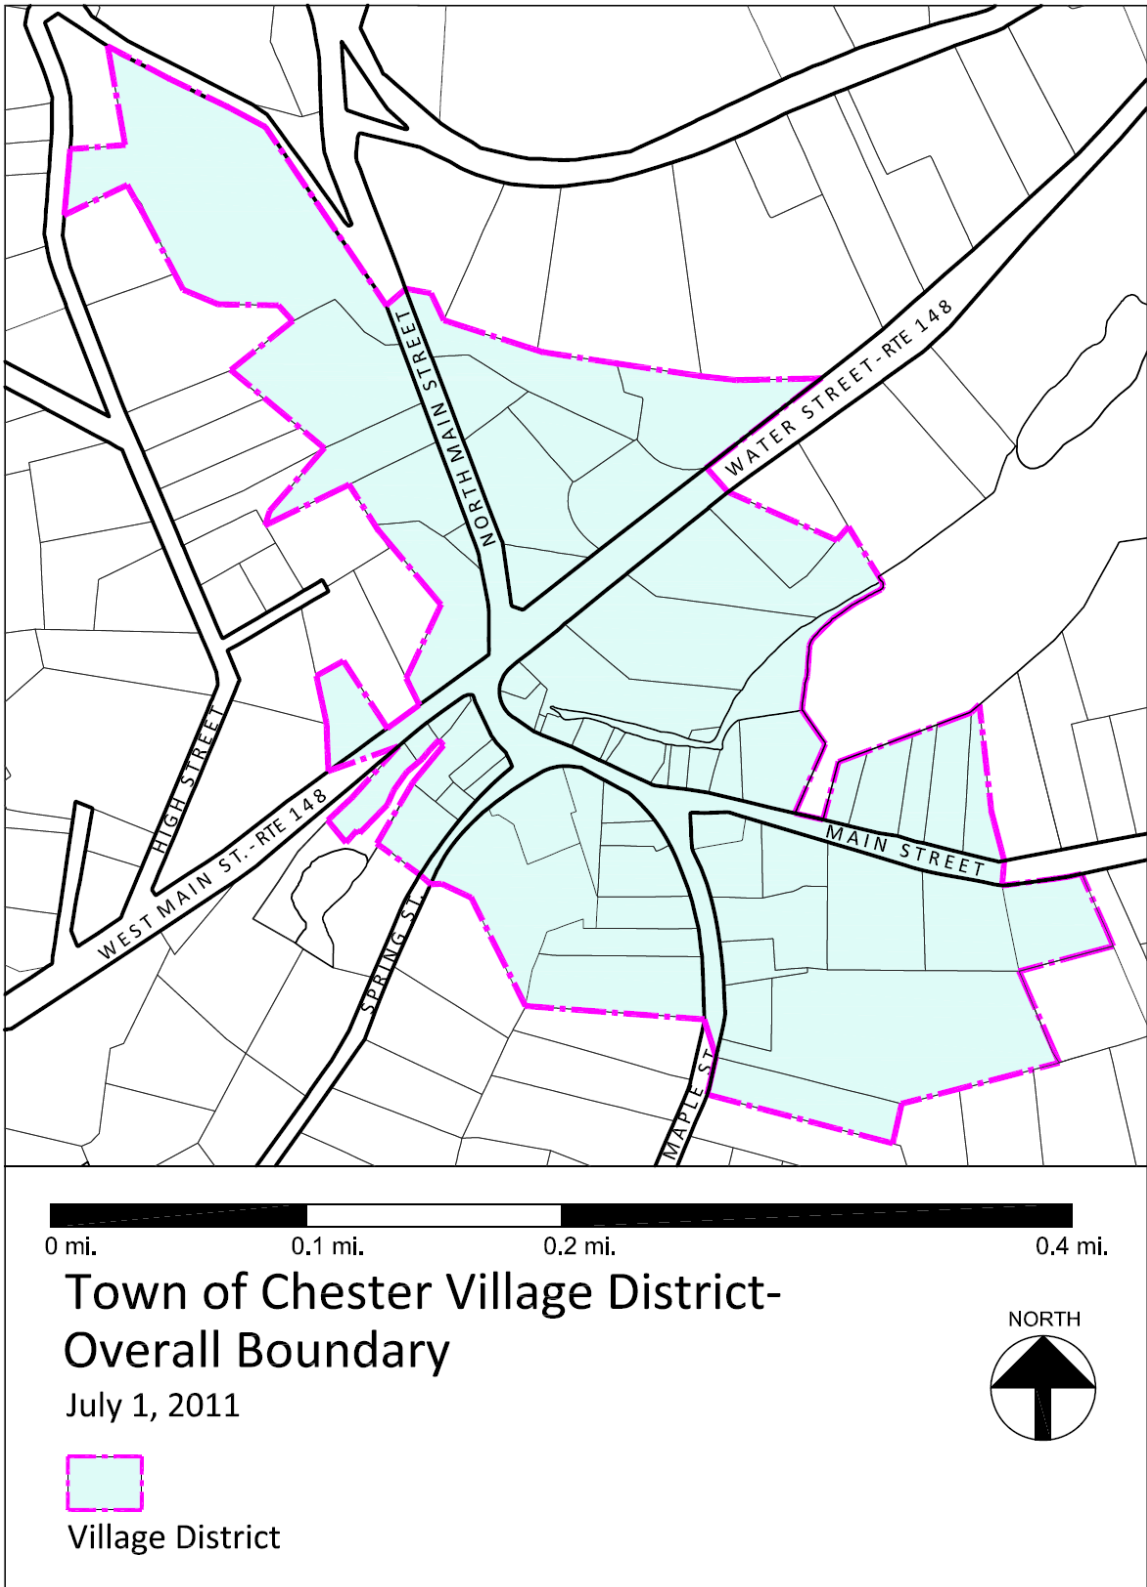 NORTH MAIN STREET
WATER STREET-RTE 148
HIGH STREET
WEST MAIN ST.-RTE 148
MAIN STREET
SPRING ST.
MAPLE ST
0 mi.
0.1 mi.
0.2 mi.
0.4 mi.
Town of Chester Village District-
Overall Boundary
July 1, 2011
NORTH
Village District